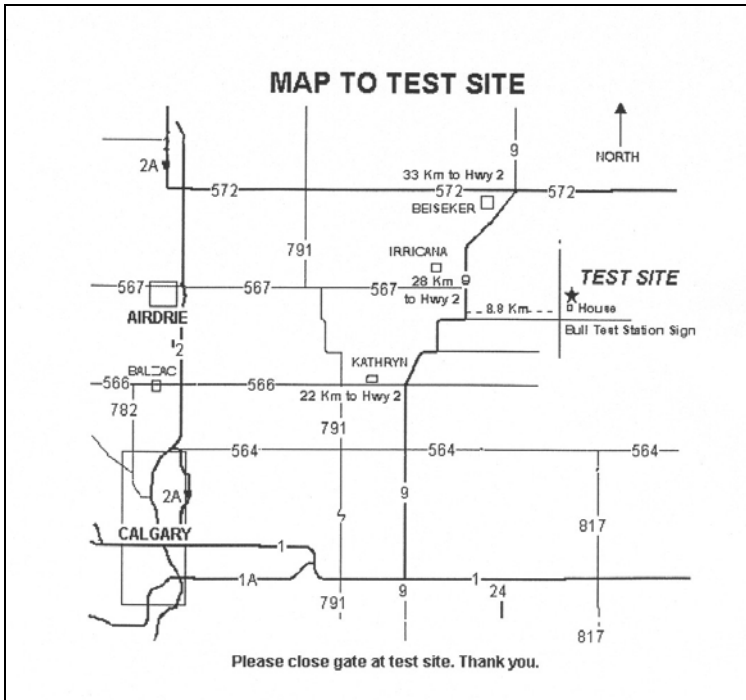 MAP TO TEST SITE
9
NORTH
2A
33 Km to Hwy 2
572
572
572
BEISEKER
791
IRRICANA
TEST SITE
567
567
567
28 Km
9
to Hwy 2
8.8 Km
House
AIRDRIE
Bull Test Station Sign
2
BALZAC
KATHRYN
566
566
22 Km to Hwy 2
782
791
564
564
564
2A
9
817
CALGARY
1
1A
1
9
24
791
817
Please close gate at test site. Thank you.